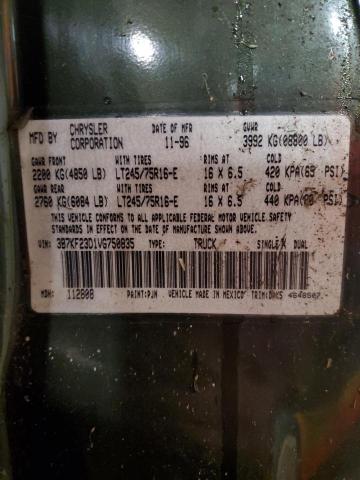 MFD BY CHRYSLER CORPORATION DATE OF MFR 11-96 GVWR 3992 KG(08800 LB)
GAWR FRONT WITH TIRES RIMS AT COLD
2200 KG(4850 LB) LT245/75R16-E 16 X 6.5 420 KPA(65 PSI)
GAWR REAR WITH TIRES RIMS AT COLD
2760 KG(6084 LB) LT245/75R16-E 16 X 6.5 440 KPA( PSI)
THIS VEHICLE CONFORMS TO ALL APPLICABLE FEDERAL MOTOR VEHICLE SAFETY
STANDARDS IN EFFECT ON THE DATE OF MANUFACTURE SHOWN ABOVE.
VIN: 3B7KF23D1VG750835 TYPE: TRUCK SINGLE X DUAL
MDH: 112808 PAINT:PJN VEHICLE MADE IN MEXICO TRIM: 4648507